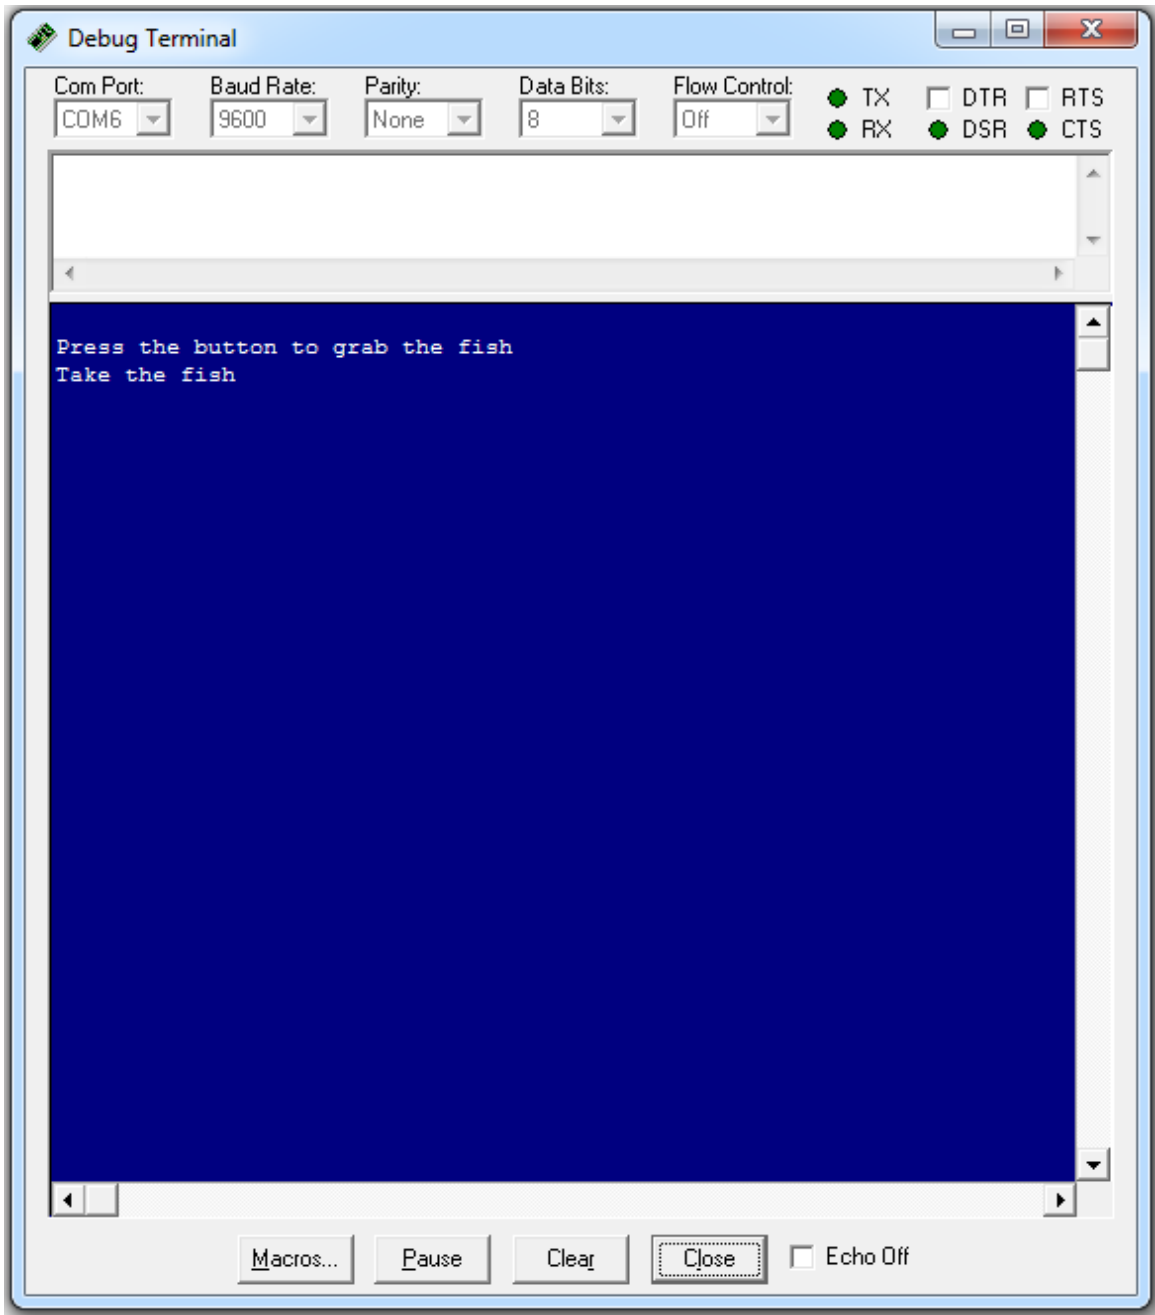 Debug Terminal
Com Port: Baud Rate: Parity: Data Bits: Flow Control:
COM6 9600 None 8 Off
TX DTR RTS
RX DSR CTS
Press the button to grab the fish
Take the fish
Macros... Pause Clear Close Echo Off